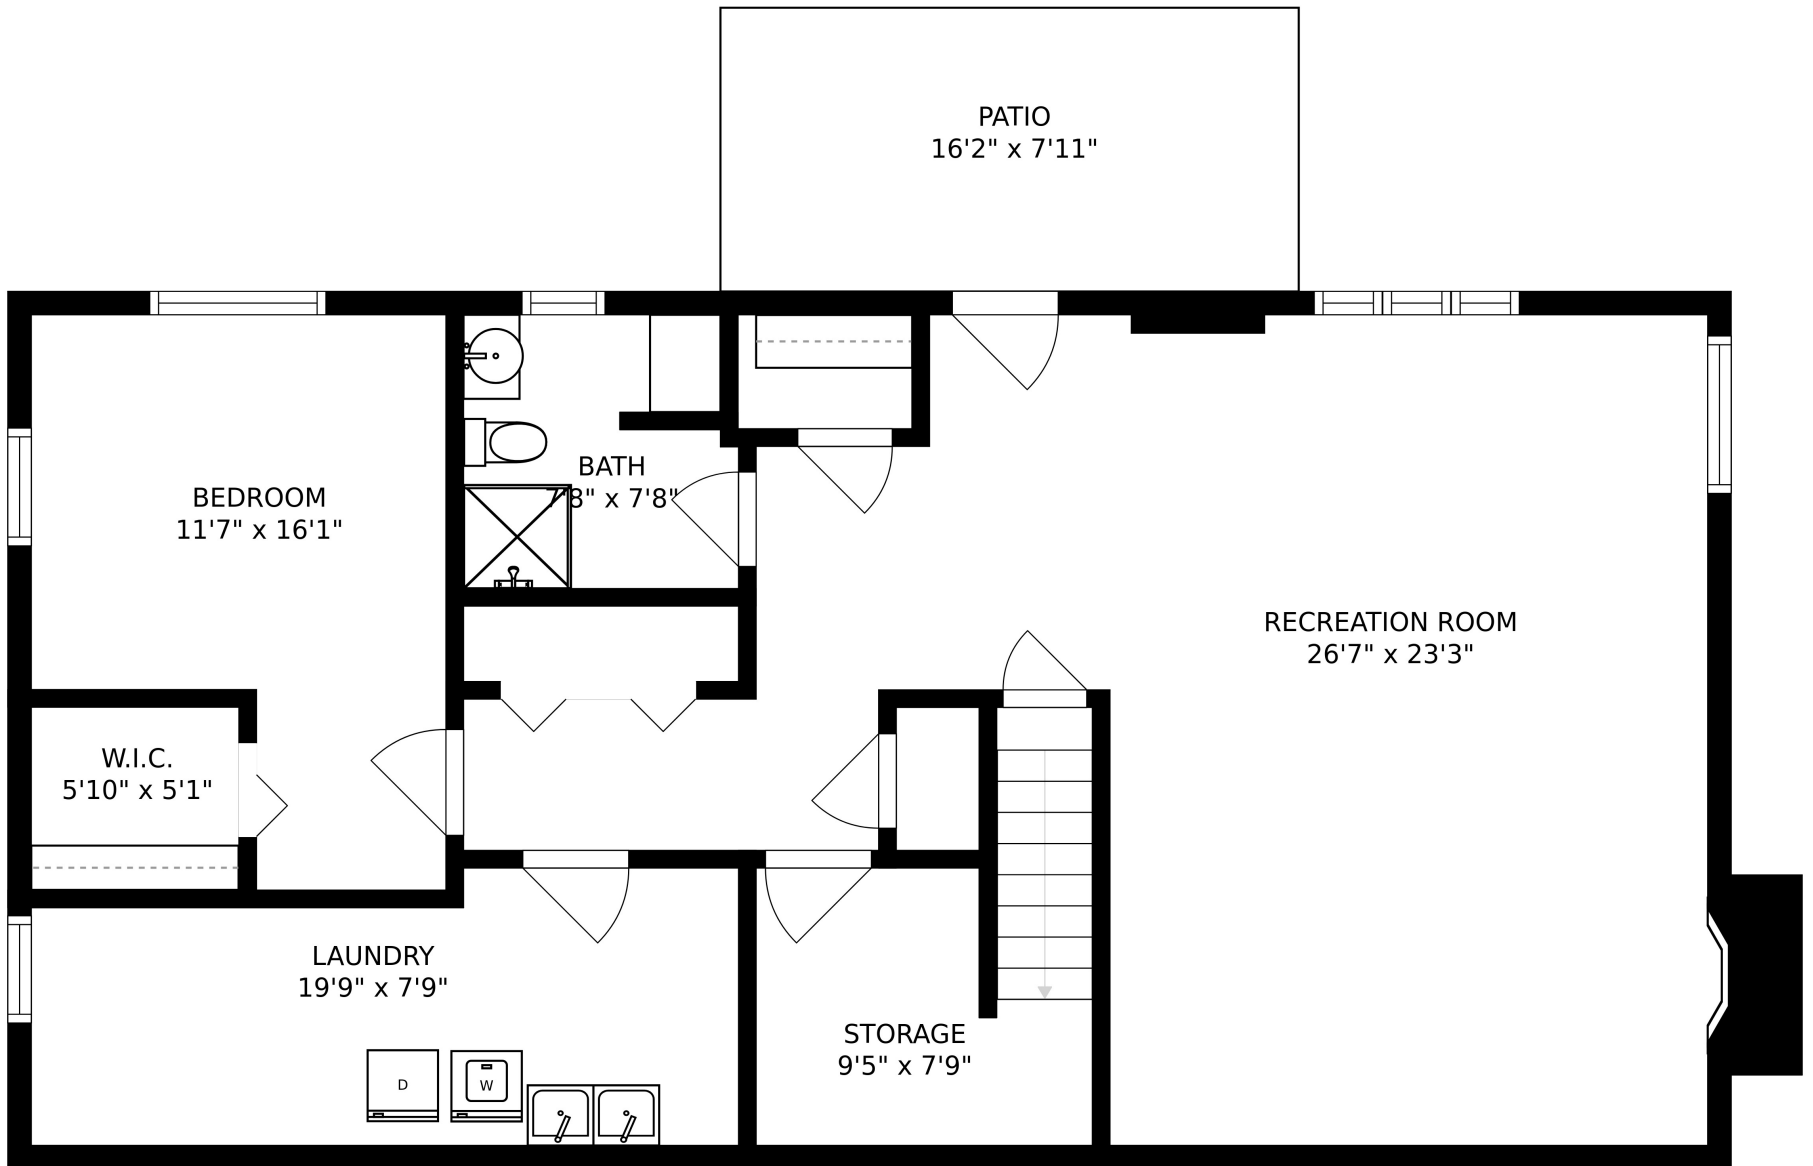 PATIO
16'2" x 7'11"
BEDROOM
11'7" x 16'1"
BATH
7'8" x 7'8"
RECREATION ROOM
26'7" x 23'3"
W.I.C.
5'10" x 5'1"
LAUNDRY
19'9" x 7'9"
STORAGE
9'5" x 7'9"
D
W